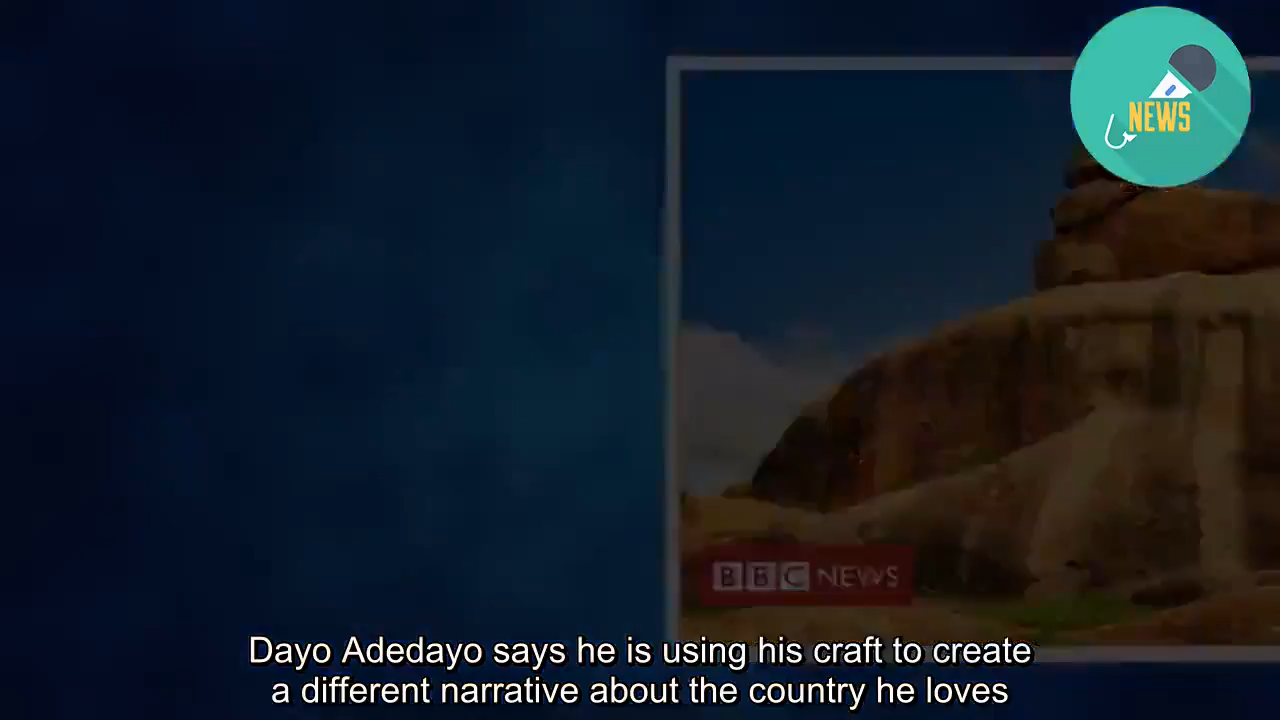 NEWS
BBC NEWS
Dayo Adedayo says he is using his craft to create
a different narrative about the country he loves